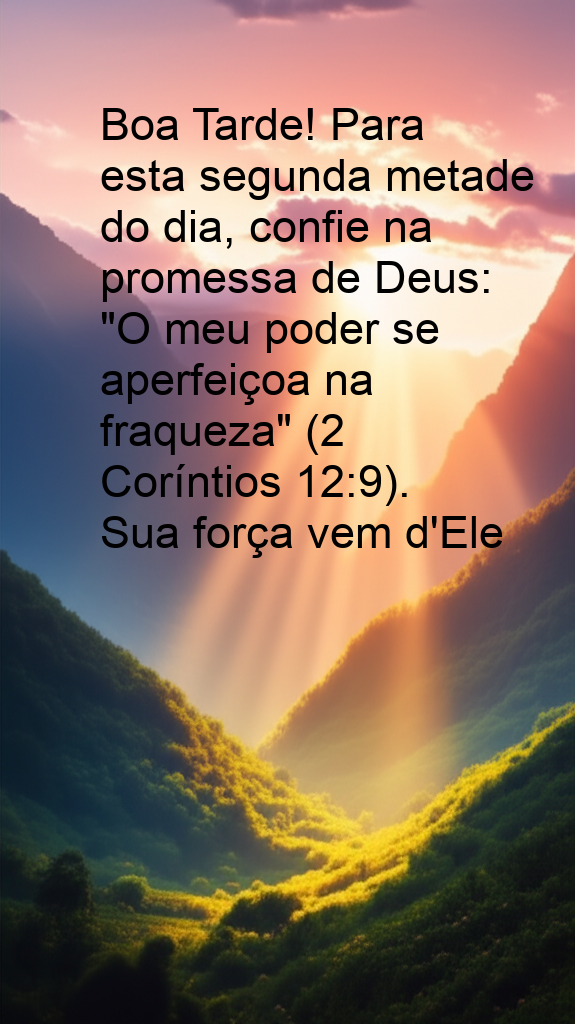 Boa Tarde! Para
esta segunda metade
do dia, confie na
promessa de Deus:
"O meu poder se
aperfeiçoa na
fraqueza" (2
Coríntios 12:9).
Sua força vem d'Ele